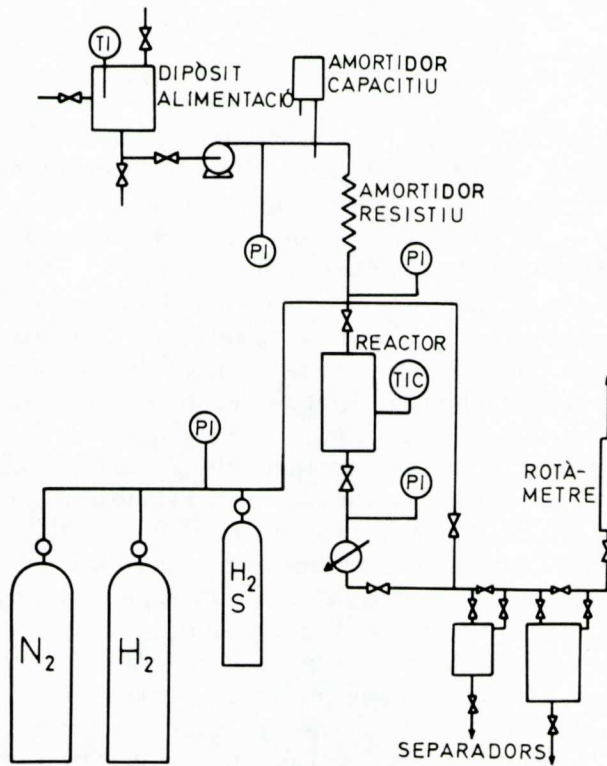 TI
DIPÒSIT
ALIMENTACIÓ
AMORTIDOR
CAPACITIU
AMORTIDOR
RESISTIU
PI
PI
REACTOR
TIC
PI
PI
ROTÀ-
METRE
N2
H2
H2
S
SEPARADORS